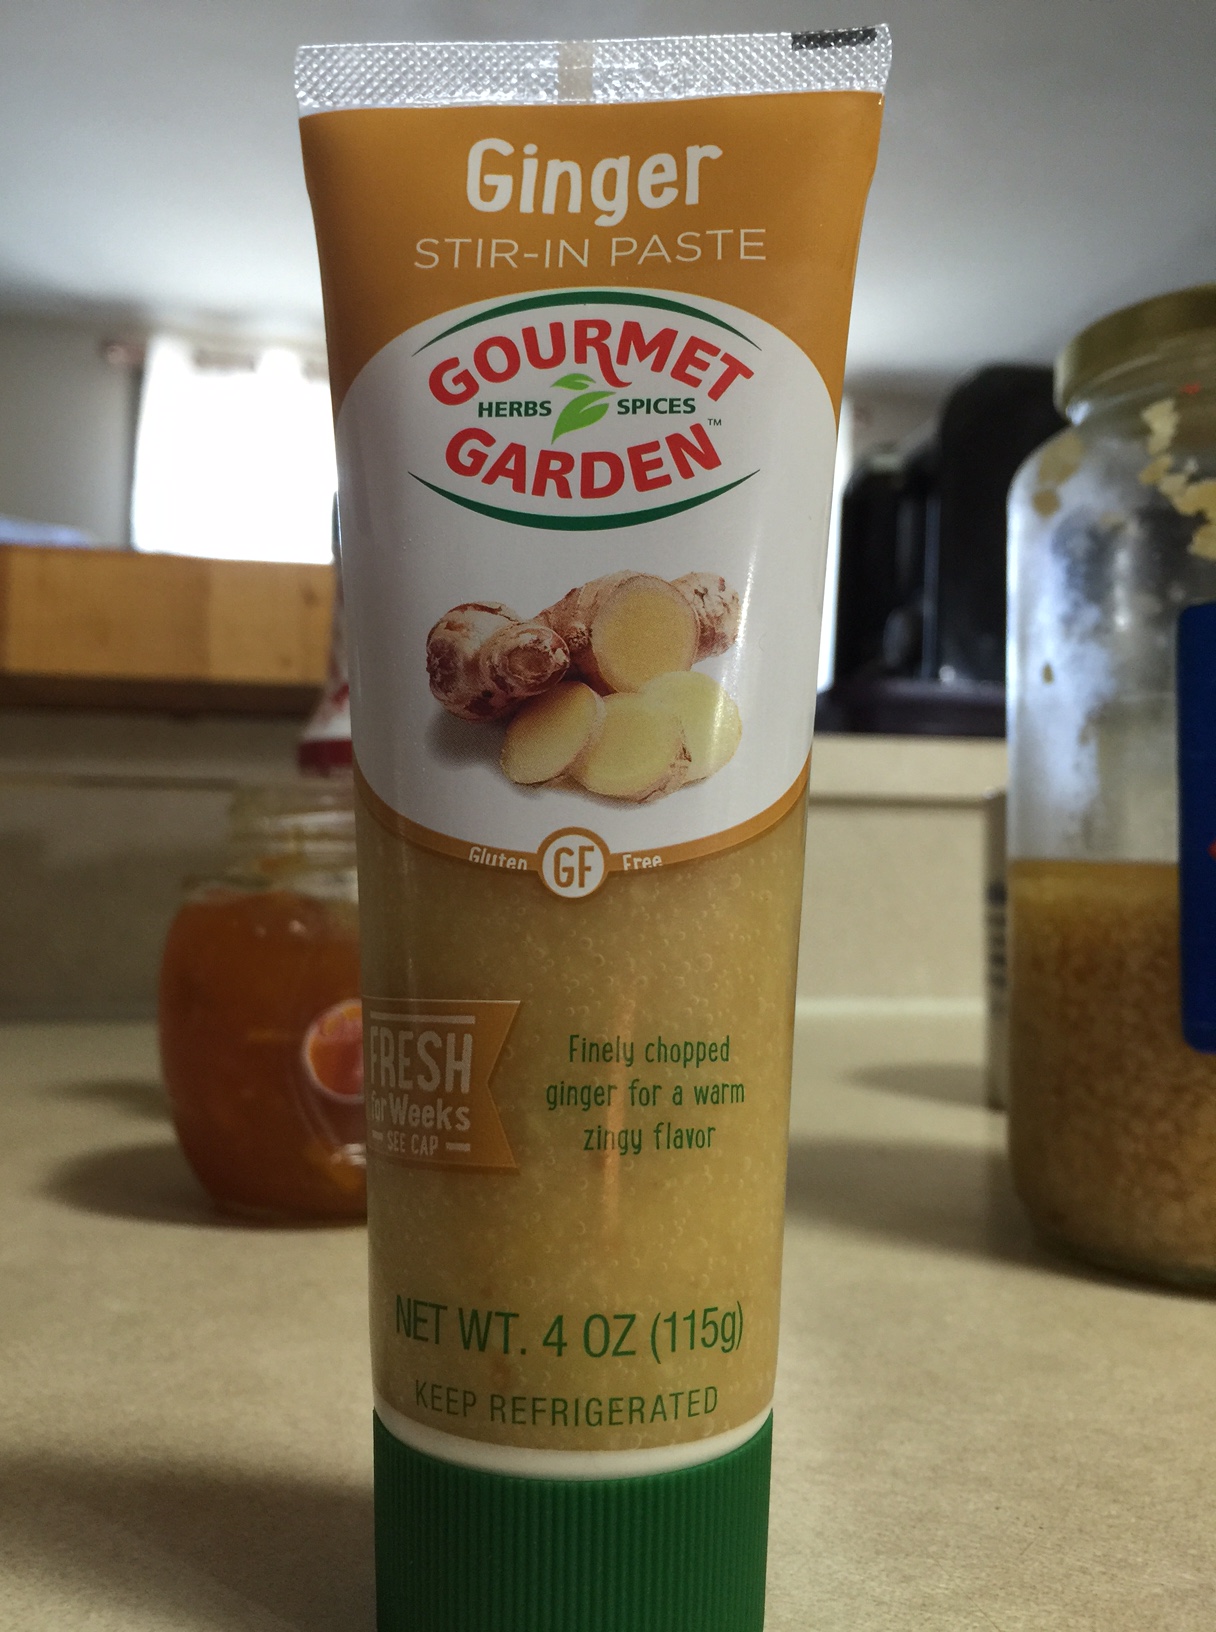 Ginger
STIR-IN PASTE
GOURMET
HERBS SPICES
GARDEN™
Gluten GF Free
FRESH
for Weeks
SEE CAP
Finely chopped
ginger for a warm
zingy flavor
NET WT. 4 OZ (115g)
KEEP REFRIGERATED